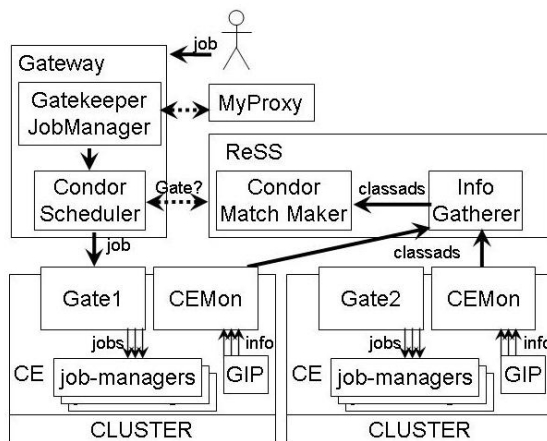 job
Gateway
Gatekeeper
JobManager
MyProxy
ReSS
Condor
Scheduler
Gate?
Condor
Match Maker
classads
Info
Gatherer
job
classads
Gate1
CEMon
Gate2
CEMon
jobs
info
jobs
info
CE
job-managers
GIP
CE
job-managers
GIP
CLUSTER
CLUSTER